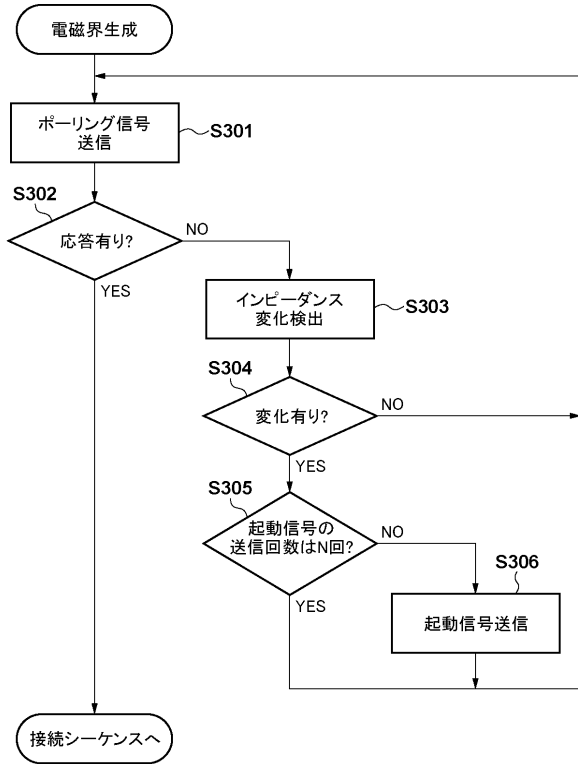 電磁界生成
ポーリング信号
送信
S301
S302
応答有り?
NO
YES
インピーダンス
変化検出
S303
S304
変化有り?
NO
YES
S305
起動信号の
送信回数はN回?
NO
YES
S306
起動信号送信
接続シーケンスへ